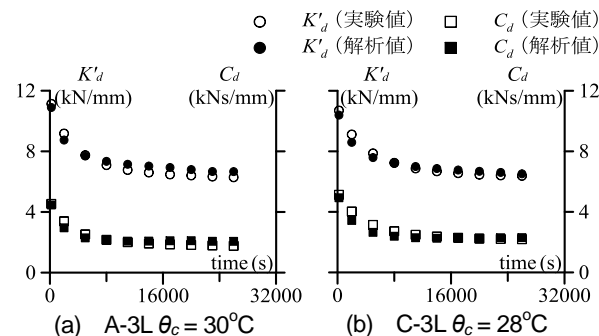 ○ K'd (実験値) □ Cd (実験値)
● K'd (解析値) ■ Cd (解析値)
12 K'd Cd K'd Cd 12
(kN/mm) (kNs/mm) (kN/mm) (kNs/mm)
8 8
4 4
time (s) time (s)
0 0
0 16000 32000 0 16000 32000
(a) A-3L θc = 30°C (b) C-3L θc = 28°C